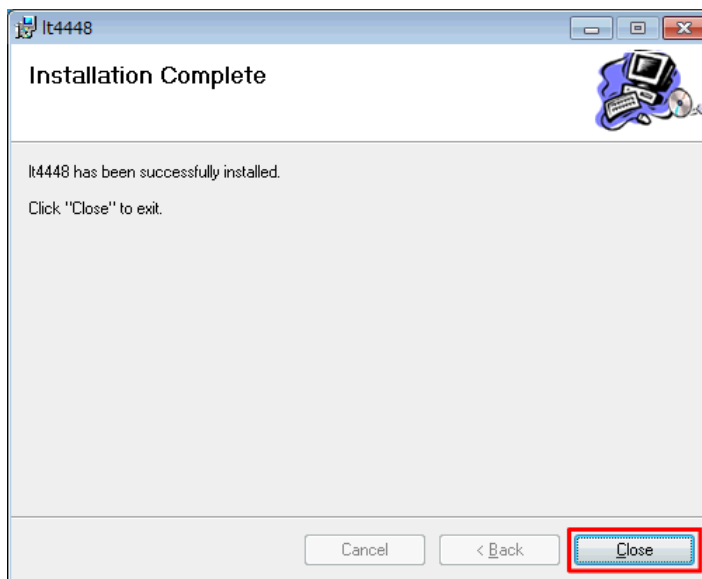 lt4448
Installation Complete
lt4448 has been successfully installed.
Click "Close" to exit.
Cancel
< Back
Close